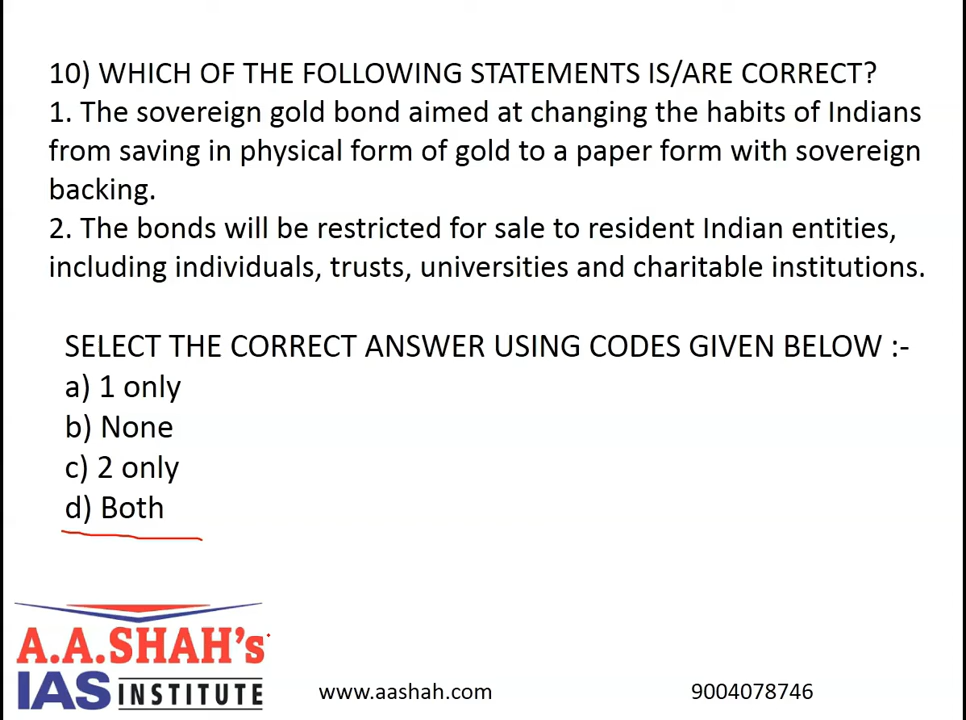 10) WHICH OF THE FOLLOWING STATEMENTS IS/ARE CORRECT?
1. The sovereign gold bond aimed at changing the habits of Indians
from saving in physical form of gold to a paper form with sovereign
backing.
2. The bonds will be restricted for sale to resident Indian entities,
including individuals, trusts, universities and charitable institutions.
SELECT THE CORRECT ANSWER USING CODES GIVEN BELOW :-
a) 1 only
b) None
c) 2 only
d) Both
A.A.SHAH's
IAS INSTITUTE
www.aashah.com
9004078746